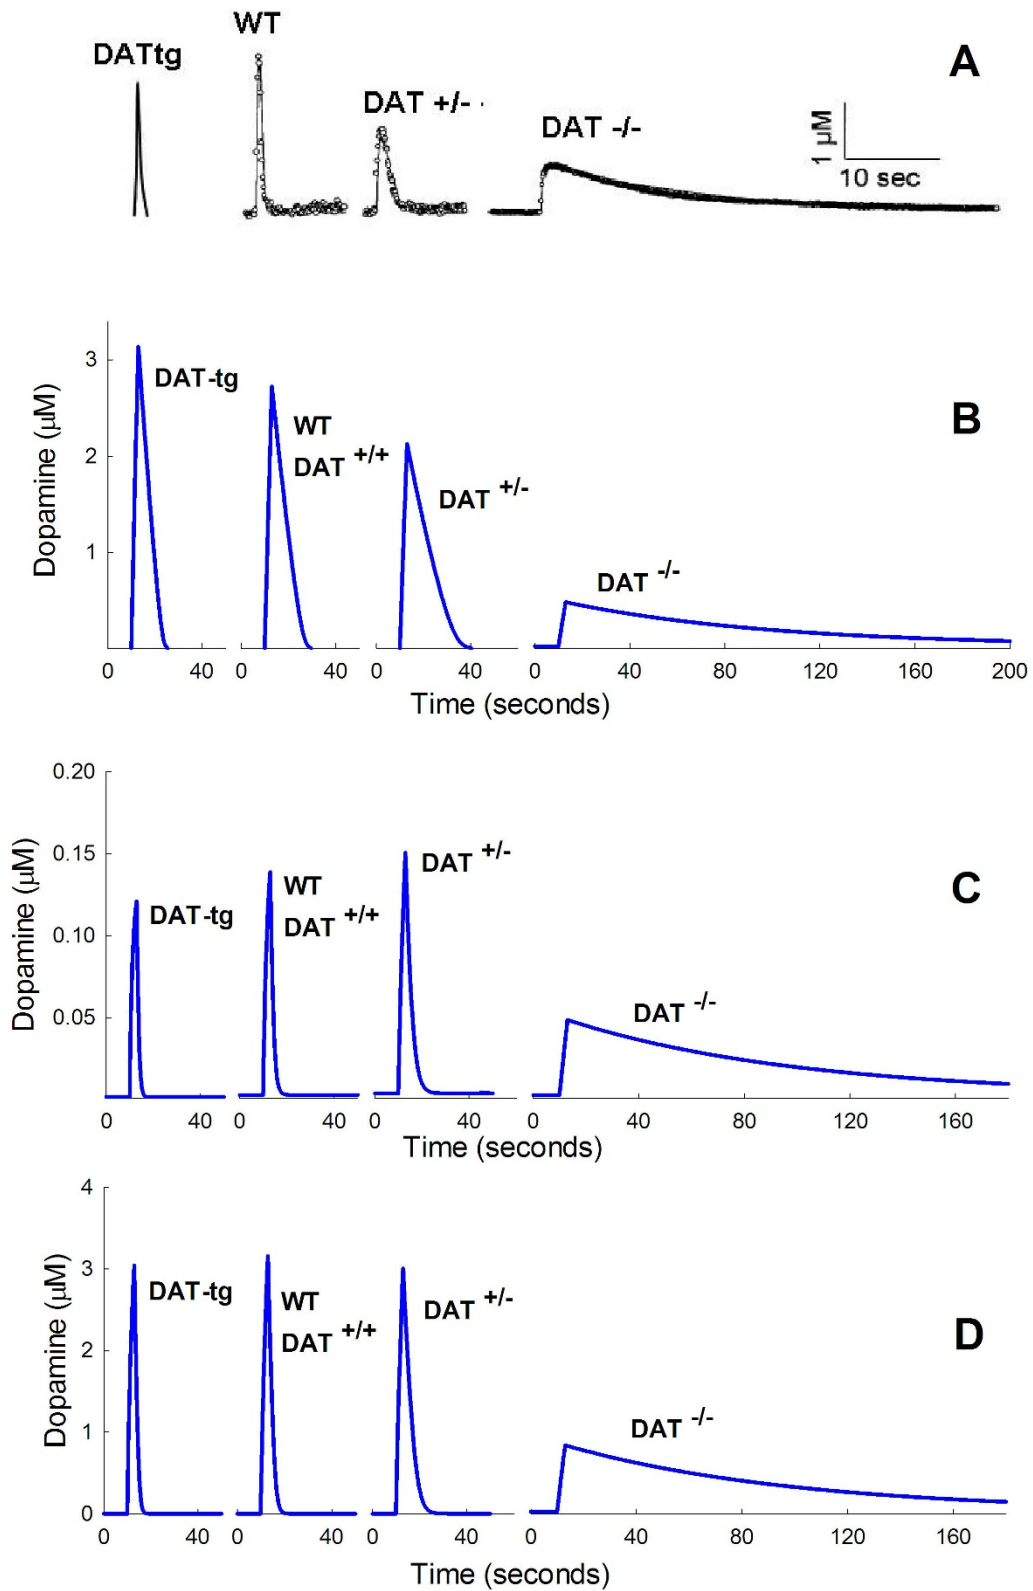 WT
A
DATtg
DAT +/-
DAT -/-
1 µM
10 sec
B
Dopamine (µM)
3
2
1
DAT-tg
WT
DAT +/+
DAT +/-
DAT -/-
0 40 0 40 0 40 0 40 80 120 160 200
Time (seconds)
C
Dopamine (µM)
0.20
0.15
0.10
0.05
DAT-tg
WT
DAT +/+
DAT +/-
DAT -/-
0 40 0 40 0 40 0 40 80 120 160
Time (seconds)
D
Dopamine (µM)
4
3
2
1
0
DAT-tg
WT
DAT +/+
DAT +/-
DAT -/-
0 40 0 40 0 40 0 40 80 120 160
Time (seconds)